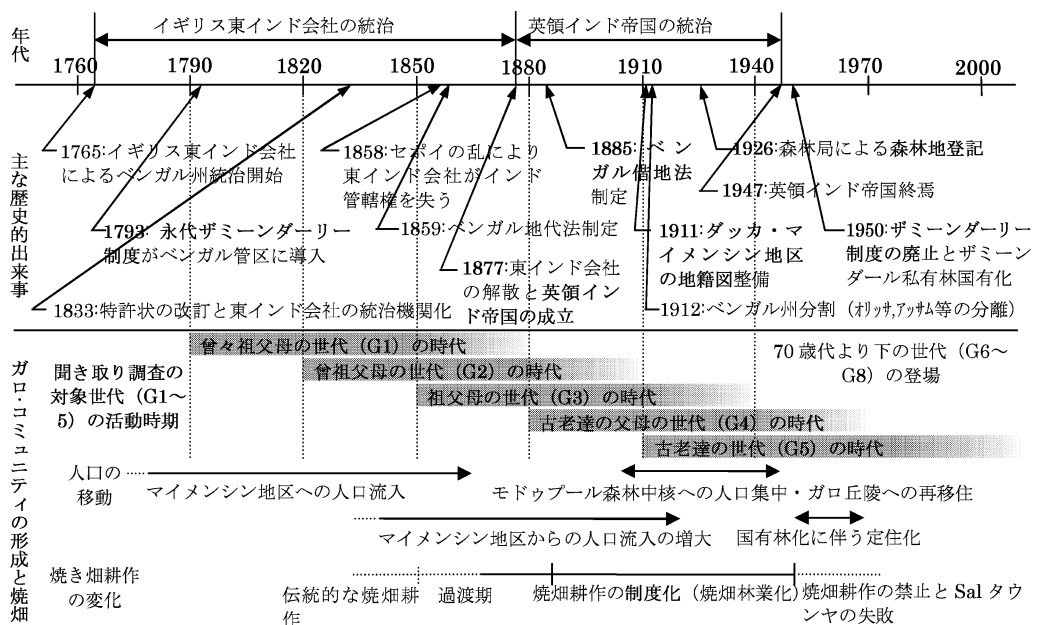 年代
イギリス東インド会社の統治
英領インド帝国の統治
1760 1790 1820 1850 1880 1910 1940 1970 2000
主な歴史的出来事
1765:イギリス東インド会社
によるベンガル州統治開始
1793: 永代ザミーンダーリー
制度がベンガル管区に導入
1833:特許状の改訂と東インド会社の統治機関化
1858:セポイの乱により
東インド会社がインド
管轄権を失う
1859:ベンガル地代法制定
1877:東インド会社
の解散と英領イン
ド帝国の成立
1885:ベン
ガル借地法
制定
1911:ダッカ・マ
イメンシン地区
の地籍図整備
1912:ベンガル州分割（オリッサ,アッサム等の分離）
1926:森林局による森林地登記
1947:英領インド帝国終焉
1950:ザミーンダーリー
制度の廃止とザミーン
ダール私有林国有化
ガロ・コミュニティの形成と焼畑
聞き取り調査の
対象世代（G1～
5）の活動時期
曾々祖父母の世代（G1）の時代
曾祖父母の世代（G2）の時代
祖父母の世代（G3）の時代
古老達の父母の世代（G4）の時代
古老達の世代（G5）の時代
70 歳代より下の世代（G6～
G8）の登場
人口の
移動
マイメンシン地区への人口流入
モドゥプール森林中核への人口集中・ガロ丘陵への再移住
マイメンシン地区からの人口流入の増大
国有林化に伴う定住化
焼き畑耕作
の変化
伝統的な焼畑耕
作
過渡期
焼畑耕作の制度化（焼畑林業化）
焼畑耕作の禁止と Sal タウ
ンヤの失敗